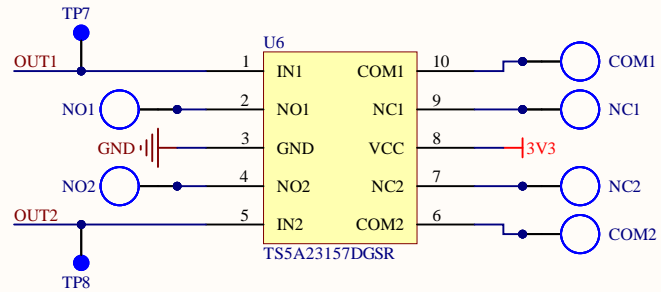 TP7
U6
OUT1 1 IN1 COM1 10 COM1
NO1 2 NO1 NC1 9 NC1
GND 3 GND VCC 8 3V3
NO2 4 NO2 NC2 7 NC2
OUT2 5 IN2 COM2 6 COM2
TS5A23157DGSR
TP8